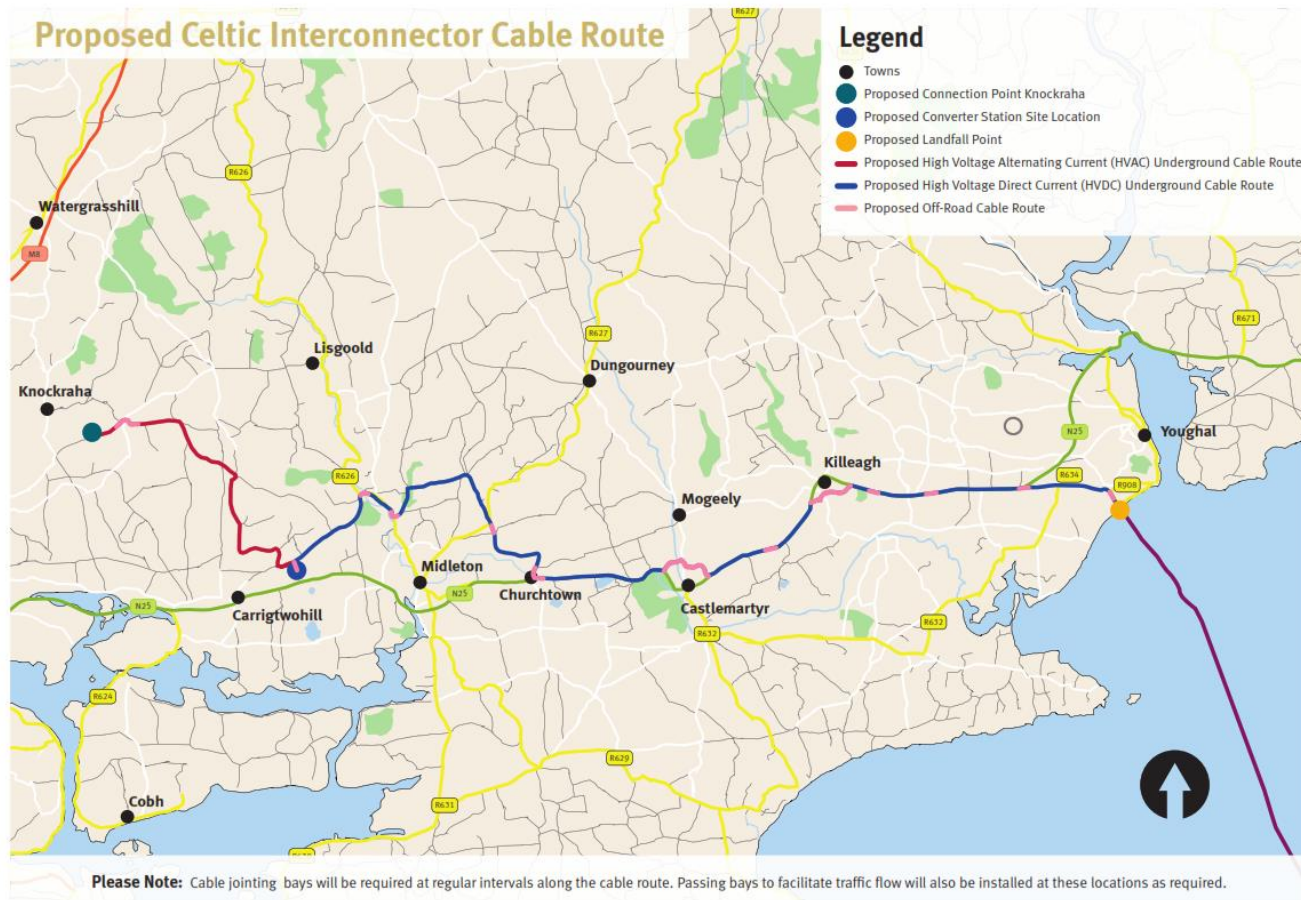 Proposed Celtic Interconnector Cable Route
Legend
Towns
Proposed Connection Point Knockraha
Proposed Converter Station Site Location
Proposed Landfall Point
Proposed High Voltage Alternating Current (HVAC) Underground Cable Route
Proposed High Voltage Direct Current (HVDC) Underground Cable Route
Proposed Off-Road Cable Route
R627
R626
Watergrasshill
M8
R671
R627
Lisgoold
Dungourney
Knockraha
N25
Youghal
Killeagh
R626
R634
R908
Mogeely
Midleton
N25
Churchtown
N25
Castlemartyr
Carrigtwohill
R632
R632
R624
R629
Cobh
R631
Please Note: Cable jointing bays will be required at regular intervals along the cable route. Passing bays to facilitate traffic flow will also be installed at these locations as required.